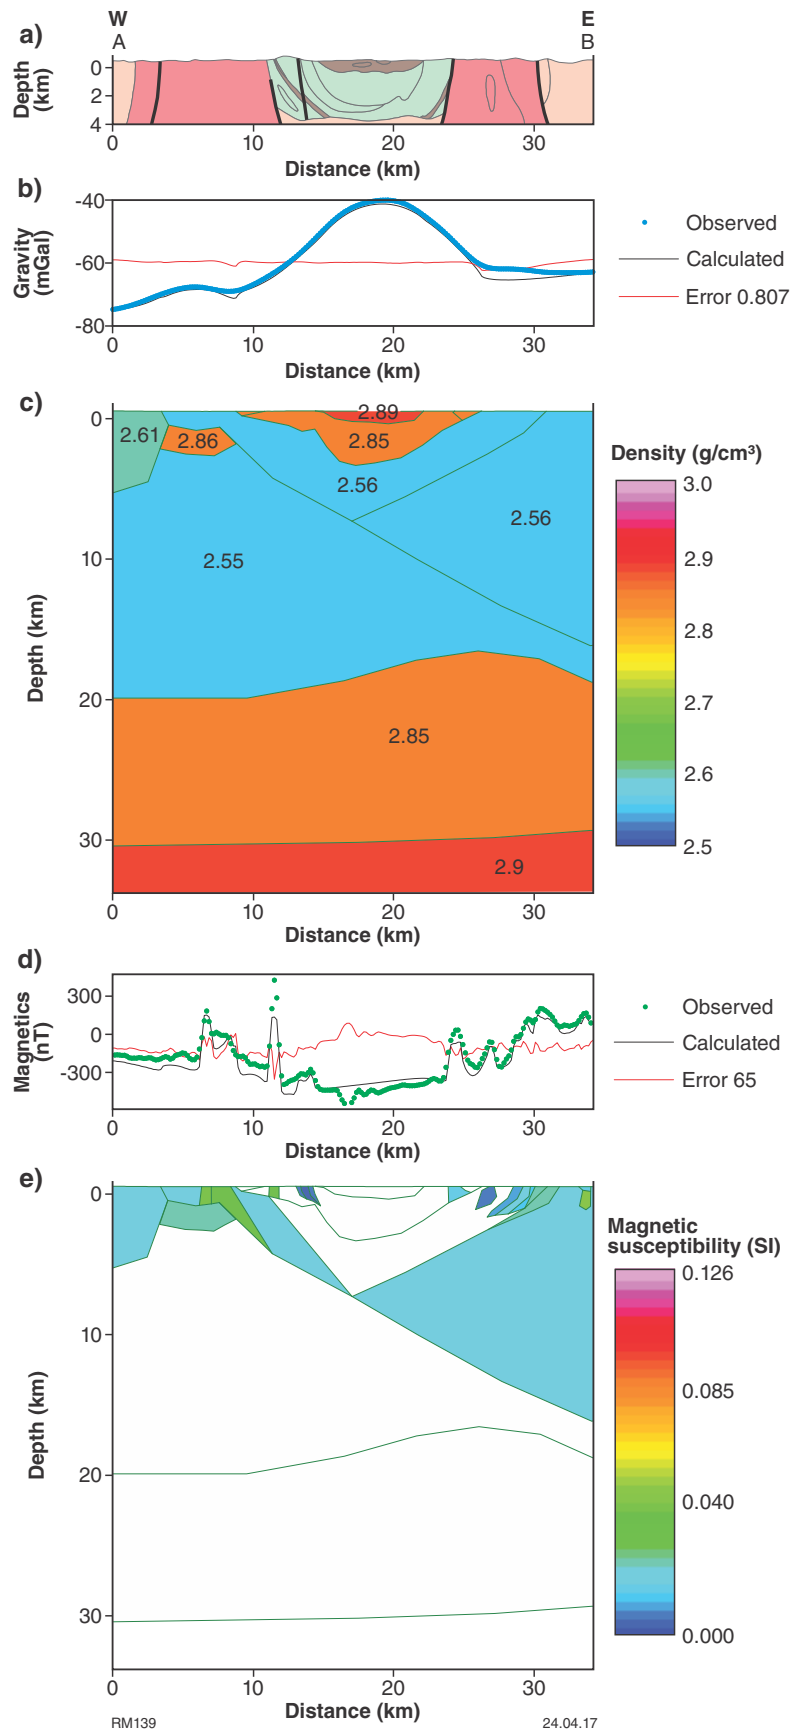 W E
A B
a)
Depth
(km)
0
2
4
0 10 20 30
Distance (km)
b)
Gravity
(mGal)
-40
-60
-80
0 10 20 30
Distance (km)
Observed
Calculated
Error 0.807
c)
Depth (km)
0
10
20
30
2.61
2.86
2.89
2.85
2.56
2.56
2.55
2.85
2.9
0 10 20 30
Distance (km)
Density (g/cm³)
3.0
2.9
2.8
2.7
2.6
2.5
d)
Magnetics
(nT)
300
0
-300
0 10 20 30
Distance (km)
Observed
Calculated
Error 65
e)
Depth (km)
0
10
20
30
0 10 20 30
Distance (km)
Magnetic
susceptibility (SI)
0.126
0.085
0.040
0.000
RM139 24.04.17